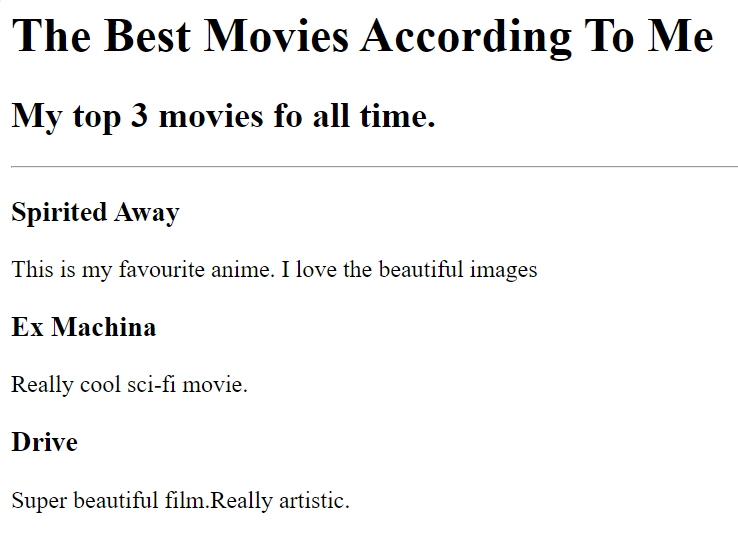 The Best Movies According To Me
My top 3 movies fo all time.
Spirited Away
This is my favourite anime. I love the beautiful images
Ex Machina
Really cool sci-fi movie.
Drive
Super beautiful film.Really artistic.